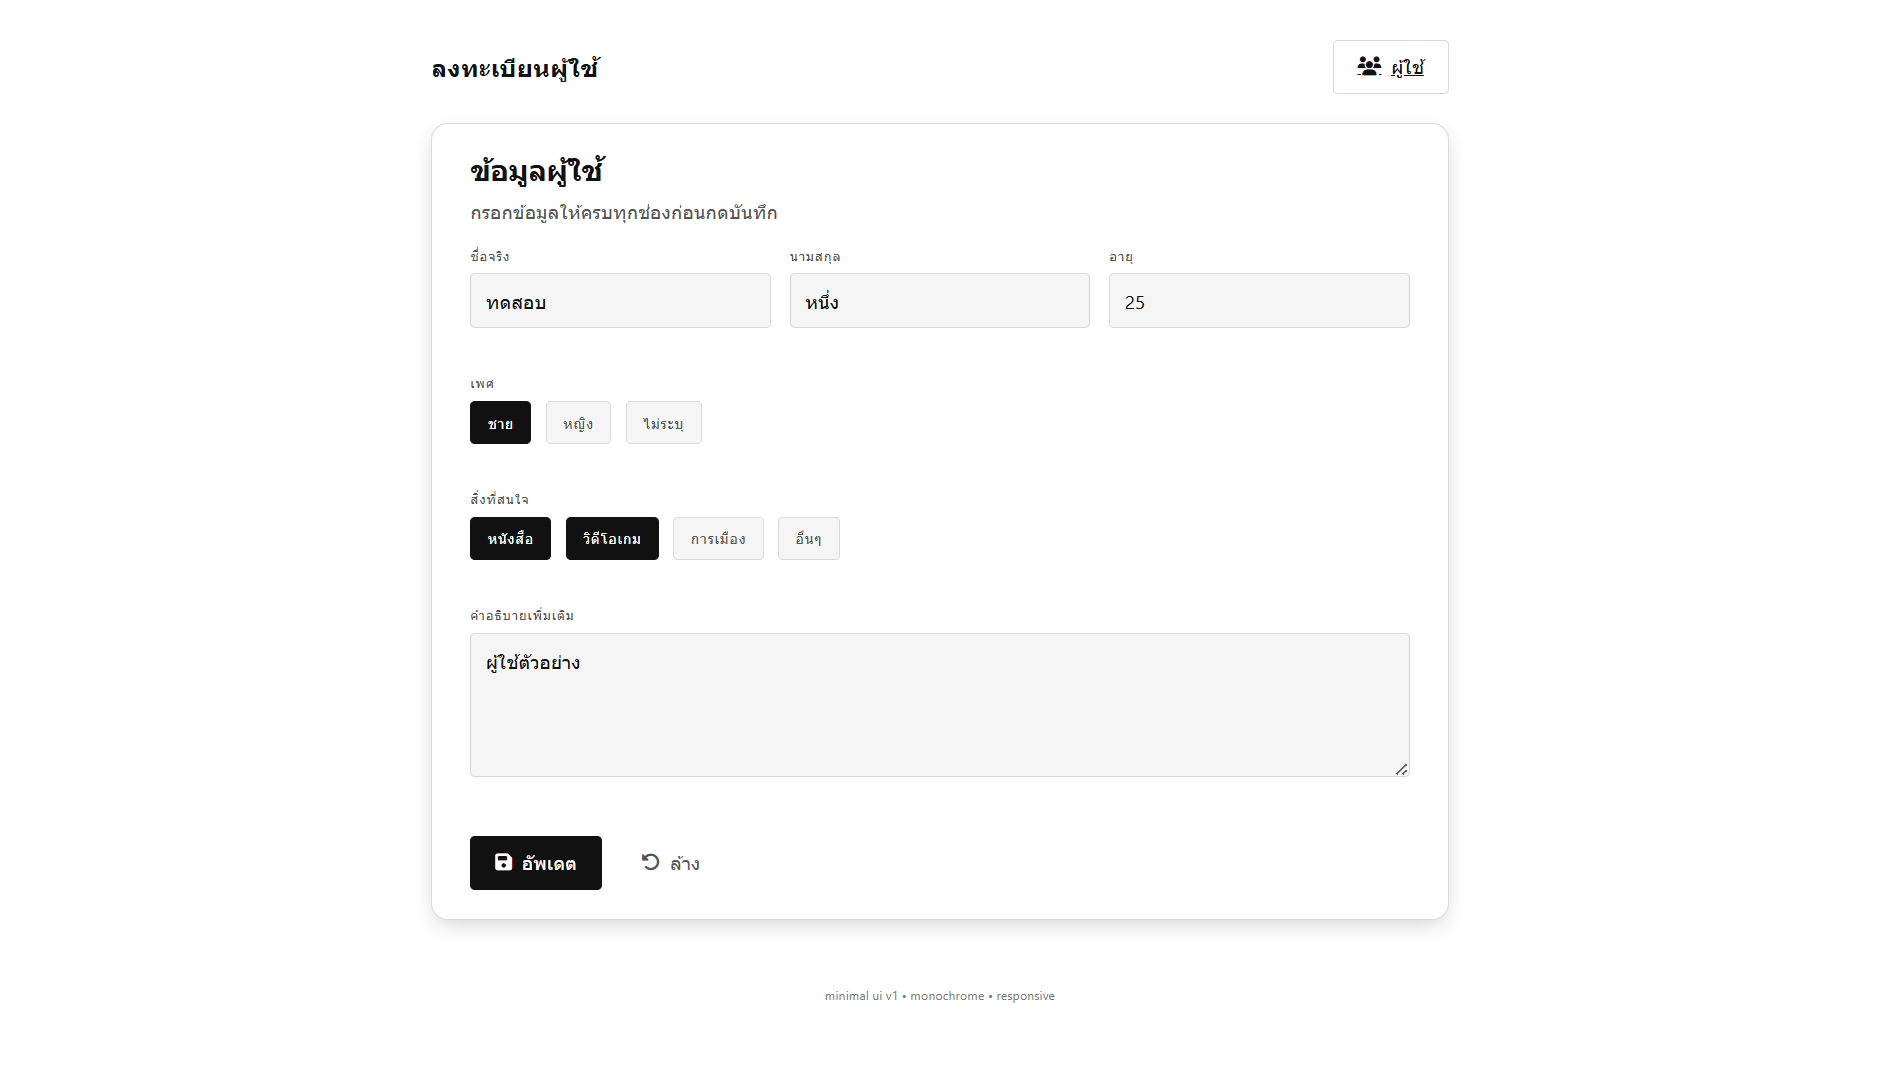 ลงทะเบียนผู้ใช้
ผู้ใช้
ข้อมูลผู้ใช้
กรอกข้อมูลให้ครบทุกช่องก่อนกดบันทึก
ชื่อจริง นามสกุล อายุ
ทดสอบ หนึ่ง 25
เพศ
ชาย หญิง ไม่ระบุ
สิ่งที่สนใจ
หนังสือ วิดีโอเกม การเมือง อื่นๆ
คำอธิบายเพิ่มเติม
ผู้ใช้ตัวอย่าง
อัพเดต ล้าง
minimal ui v1 • monochrome • responsive